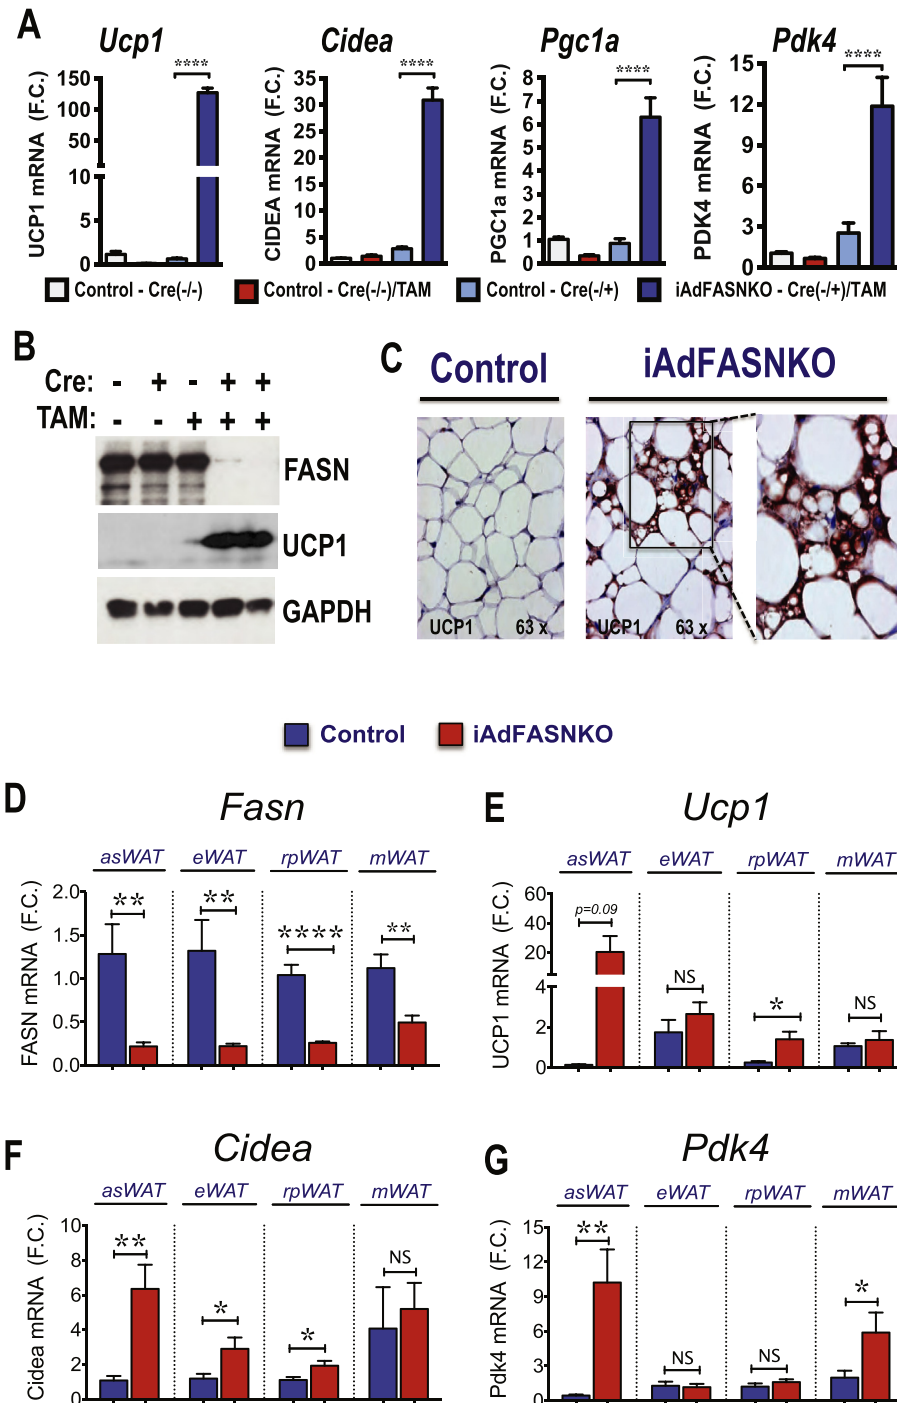 A
Ucp1 Cidea Pgc1a Pdk4
**** **** **** ****
UCP1 mRNA (F.C.)
150
100
50
10
5
0
CIDEA mRNA (F.C.)
35
30
25
20
15
10
5
0
PGC1a mRNA (F.C.)
8
7
6
5
4
3
2
1
0
PDK4 mRNA (F.C.)
15
12
9
6
3
0
Control - Cre(-/-) Control - Cre(-/-)/TAM Control - Cre(-/+) iAdFASNKO - Cre(-/+)/TAM
B
Cre: - + - + +
TAM: - - + + +
FASN
UCP1
GAPDH
C
Control iAdFASNKO
UCP1 63 x UCP1 63 x
Control iAdFASNKO
D
Fasn
asWAT eWAT rpWAT mWAT
FASN mRNA (F.C.)
2.0
1.5
1.0
0.5
0.0
** ** **** **
E
Ucp1
asWAT eWAT rpWAT mWAT
UCP1 mRNA (F.C.)
60
40
20
4
2
0
p=0.09 NS * NS
F
Cidea
asWAT eWAT rpWAT mWAT
Cidea mRNA (F.C.)
10
8
6
4
2
0
** * * NS
G
Pdk4
asWAT eWAT rpWAT mWAT
Pdk4 mRNA (F.C.)
15
12
9
6
3
0
** NS NS *